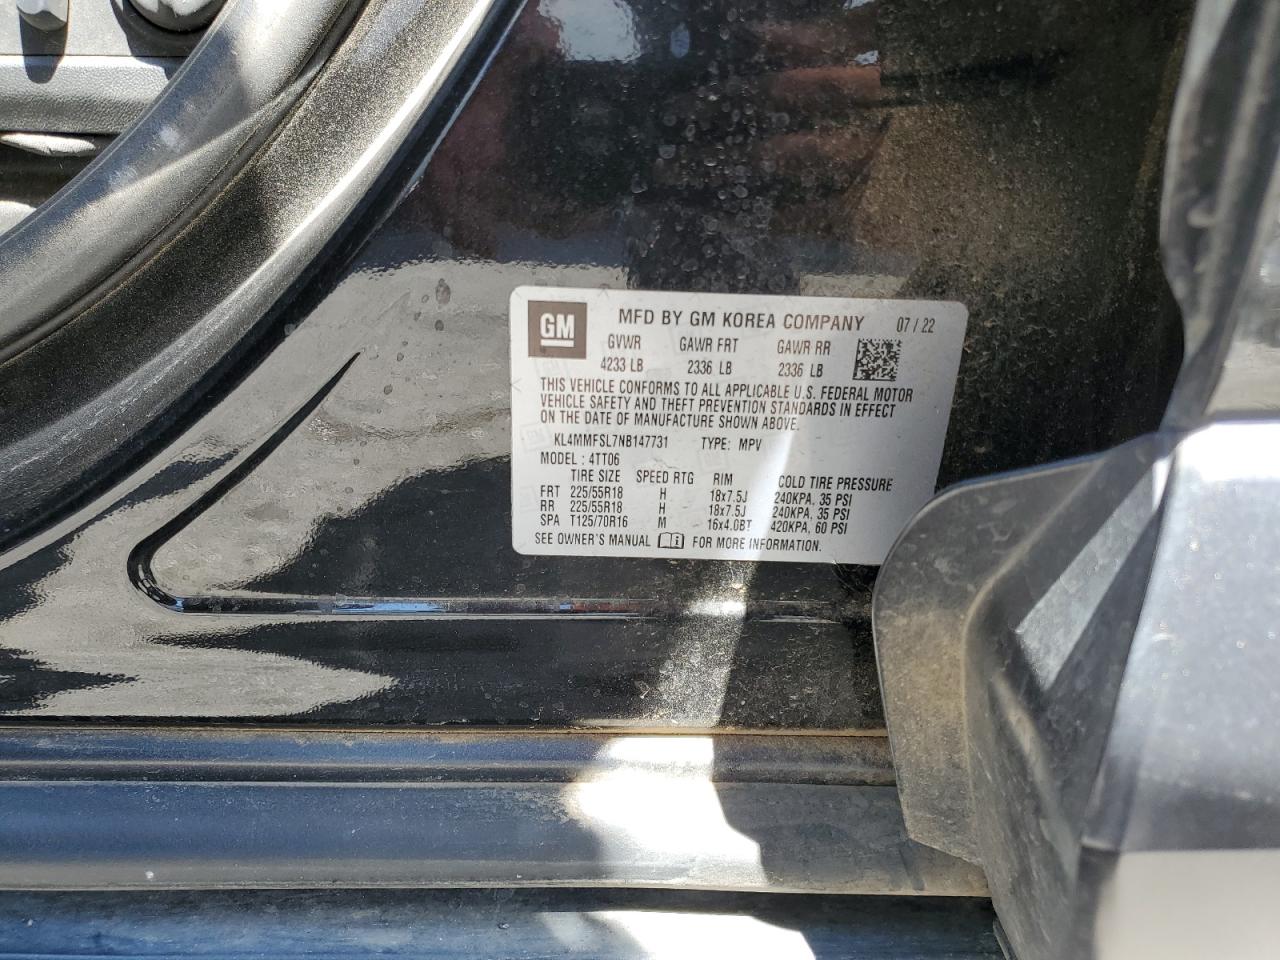 GM MFD BY GM KOREA COMPANY 07 / 22
GVWR GAWR FRT GAWR RR
4233 LB 2336 LB 2336 LB
THIS VEHICLE CONFORMS TO ALL APPLICABLE U.S. FEDERAL MOTOR
VEHICLE SAFETY AND THEFT PREVENTION STANDARDS IN EFFECT
ON THE DATE OF MANUFACTURE SHOWN ABOVE.
KL4MMFSL7NB147731 TYPE: MPV
MODEL: 4TT06
TIRE SIZE SPEED RTG RIM COLD TIRE PRESSURE
FRT 225/55R18 H 18x7.5J 240KPA, 35 PSI
RR 225/55R18 H 18x7.5J 240KPA, 35 PSI
SPA T125/70R16 M 16x4.0BT 420KPA, 60 PSI
SEE OWNER'S MANUAL FOR MORE INFORMATION.